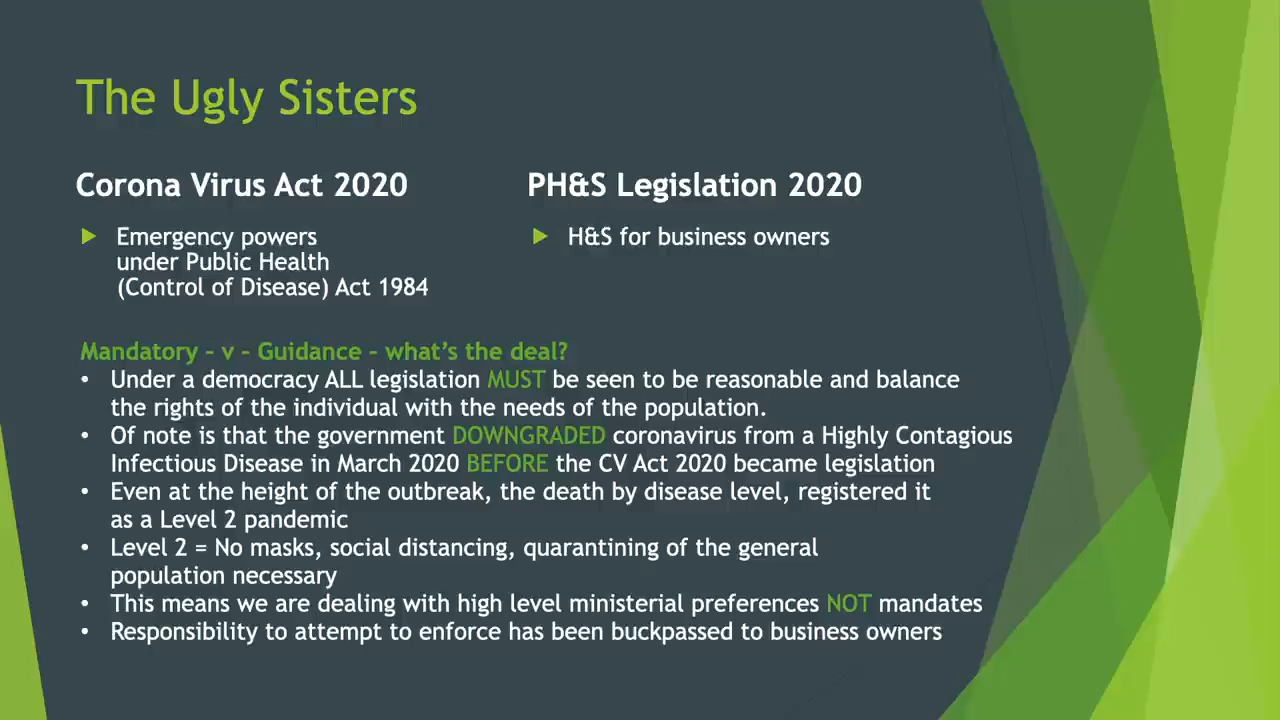 The Ugly Sisters
Corona Virus Act 2020
Emergency powers
under Public Health
(Control of Disease) Act 1984
PH&S Legislation 2020
H&S for business owners
Mandatory – v – Guidance – what's the deal?
• Under a democracy ALL legislation MUST be seen to be reasonable and balance
the rights of the individual with the needs of the population.
• Of note is that the government DOWNGRADED coronavirus from a Highly Contagious
Infectious Disease in March 2020 BEFORE the CV Act 2020 became legislation
• Even at the height of the outbreak, the death by disease level, registered it
as a Level 2 pandemic
• Level 2 = No masks, social distancing, quarantining of the general
population necessary
• This means we are dealing with high level ministerial preferences NOT mandates
• Responsibility to attempt to enforce has been buckpassed to business owners